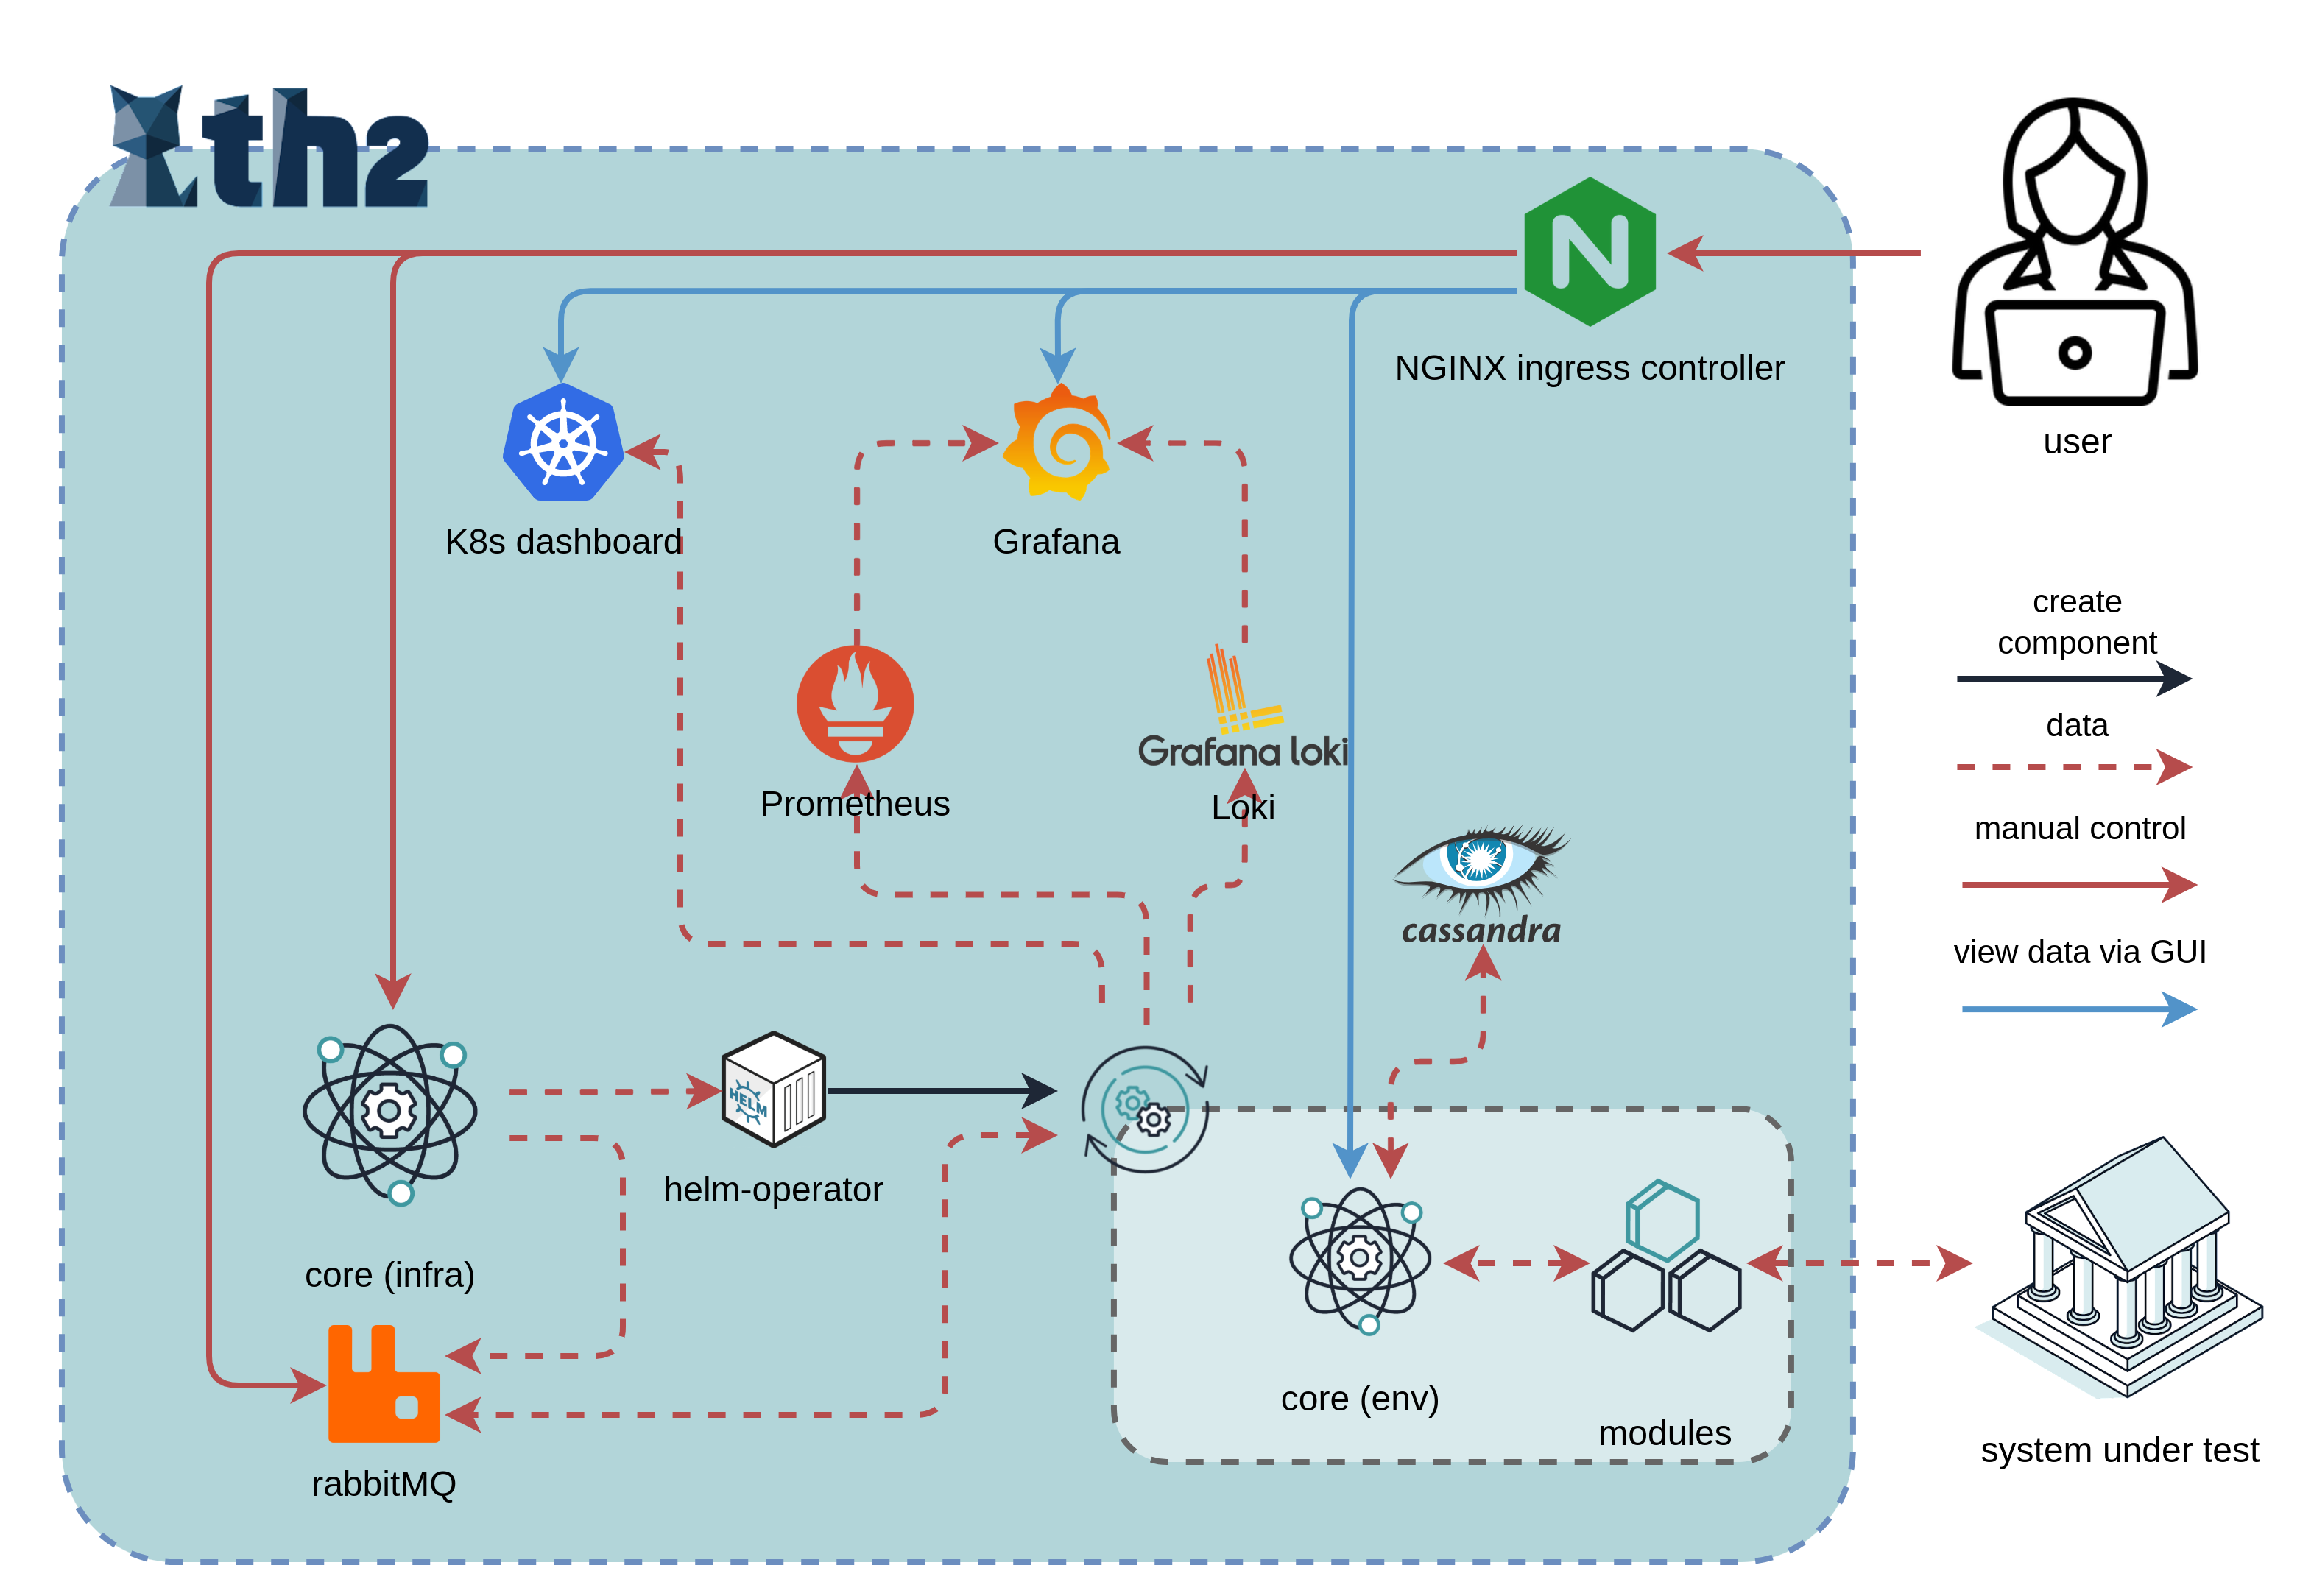 th2
NGINX ingress controller
user
K8s dashboard
Grafana
create
component
data
Grafana loki
Prometheus
Loki
manual control
cassandra
view data via GUI
HELM
helm-operator
core (infra)
core (env)
modules
system under test
rabbitMQ